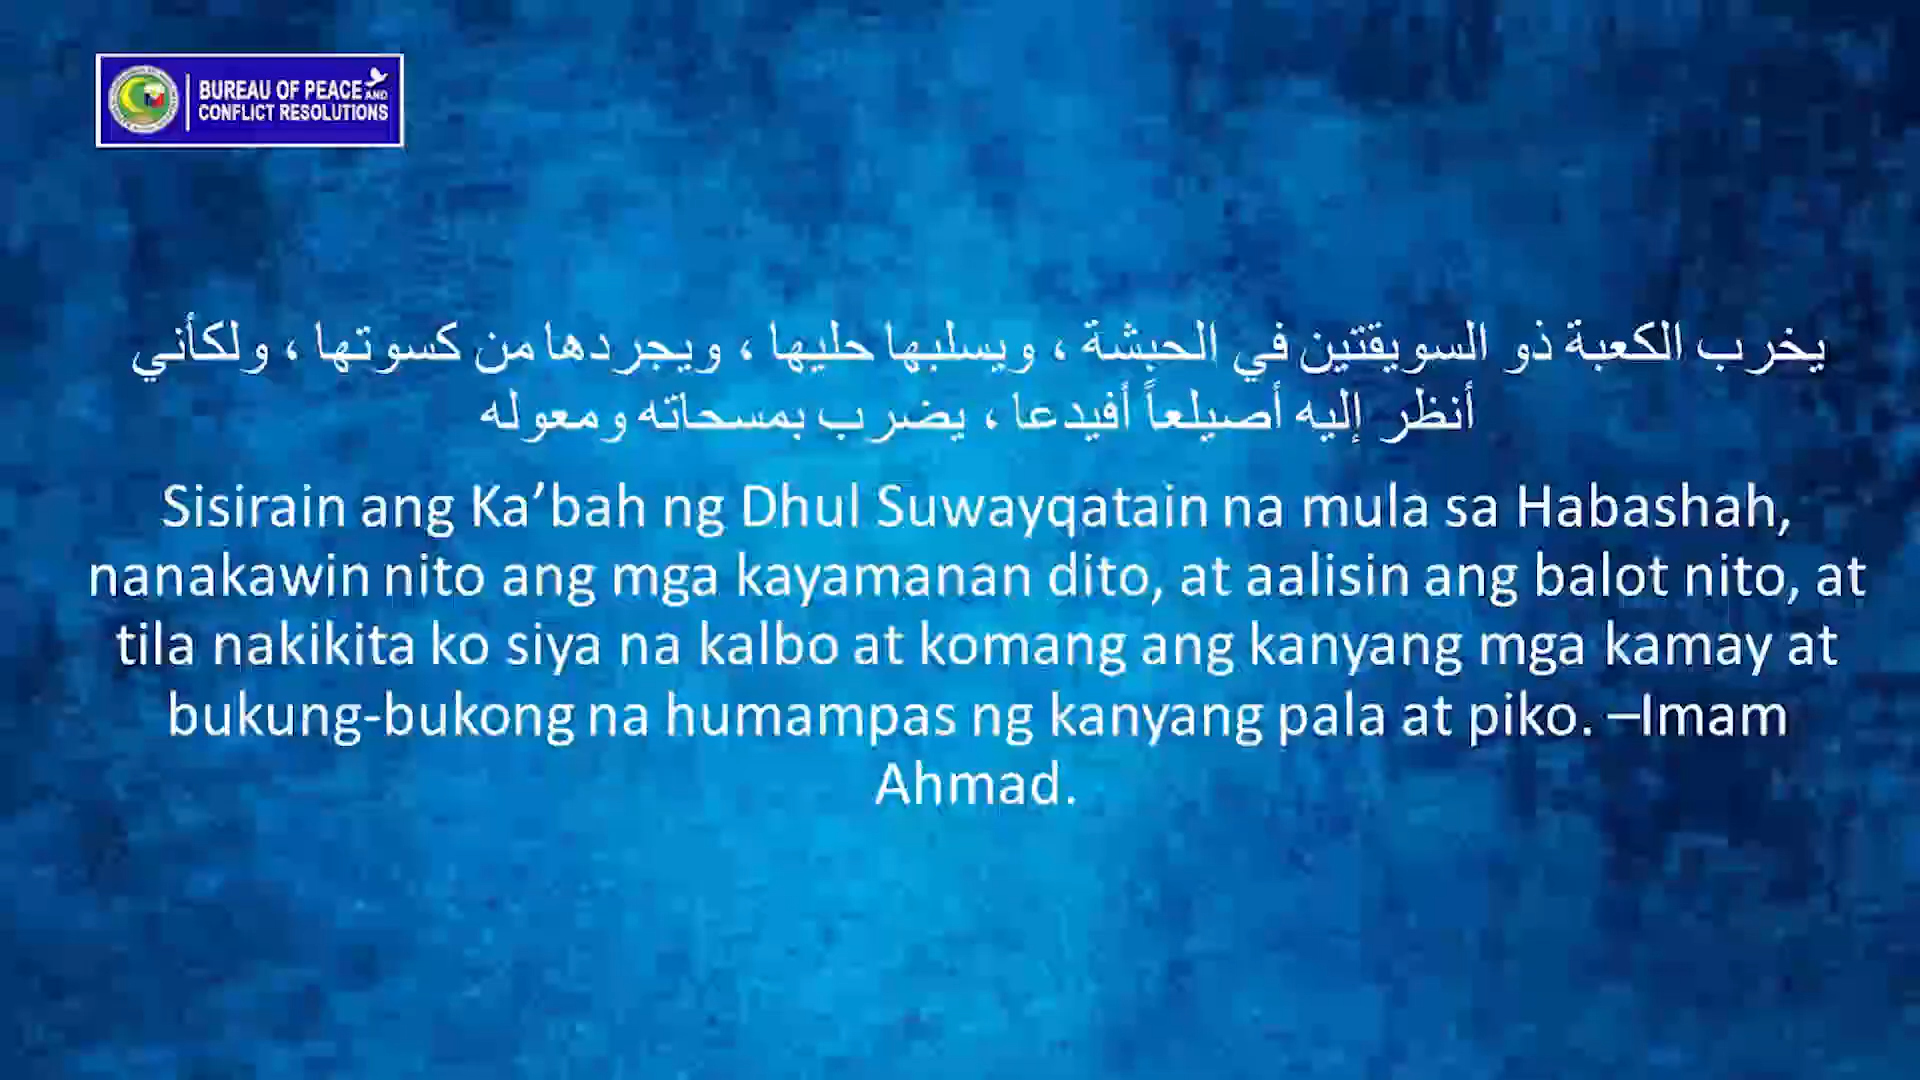 BUREAU OF PEACE AND
CONFLICT RESOLUTIONS
يخرب الكعبة ذو السويقتين في الحبشة ، ويسلبها حليها ، ويجردها من كسوتها ، ولكأني
أنظر إليه أصيلعاً أفيدعا ، يضرب بمسحاته ومعوله
Sisirain ang Ka’bah ng Dhul Suwayqatain na mula sa Habashah,
nanakawin nito ang mga kayamanan dito, at aalisin ang balot nito, at
tila nakikita ko siya na kalbo at komang ang kanyang mga kamay at
bukung-bukong na humampas ng kanyang pala at piko. –Imam
Ahmad.